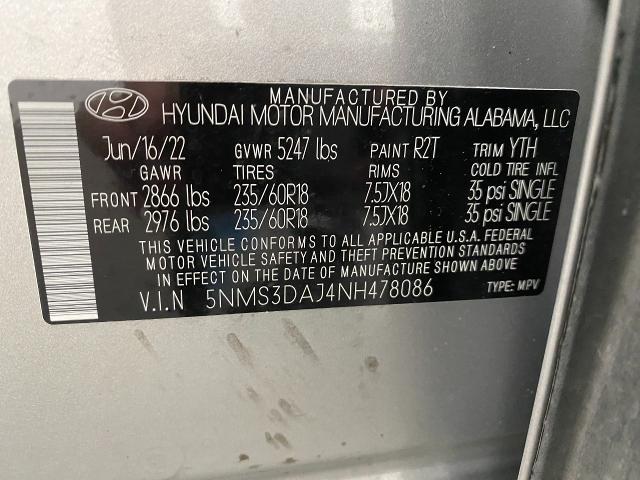 MANUFACTURED BY
HYUNDAI MOTOR MANUFACTURING ALABAMA, LLC
Jun/16/22 GVWR 5247 lbs PAINT R2T TRIM YTH
GAWR TIRES RIMS COLD TIRE INFL
FRONT 2866 lbs 235/60R18 7.5JX18 35 psi SINGLE
REAR 2976 lbs 235/60R18 7.5JX18 35 psi SINGLE
THIS VEHICLE CONFORMS TO ALL APPLICABLE U.S.A. FEDERAL
MOTOR VEHICLE SAFETY AND THEFT PREVENTION STANDARDS
IN EFFECT ON THE DATE OF MANUFACTURE SHOWN ABOVE.
V.I.N 5NMS3DAJ4NH478086 TYPE: M.P.V